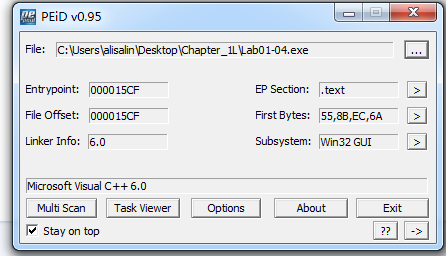 PEiD v0.95
File: C:\Users\alisalin\Desktop\Chapter_1L\Lab01-04.exe ...
Entrypoint: 000015CF EP Section: .text >
File Offset: 000015CF First Bytes: 55,8B,EC,6A >
Linker Info: 6.0 Subsystem: Win32 GUI >
Microsoft Visual C++ 6.0
Multi Scan Task Viewer Options About Exit
Stay on top ?? ->